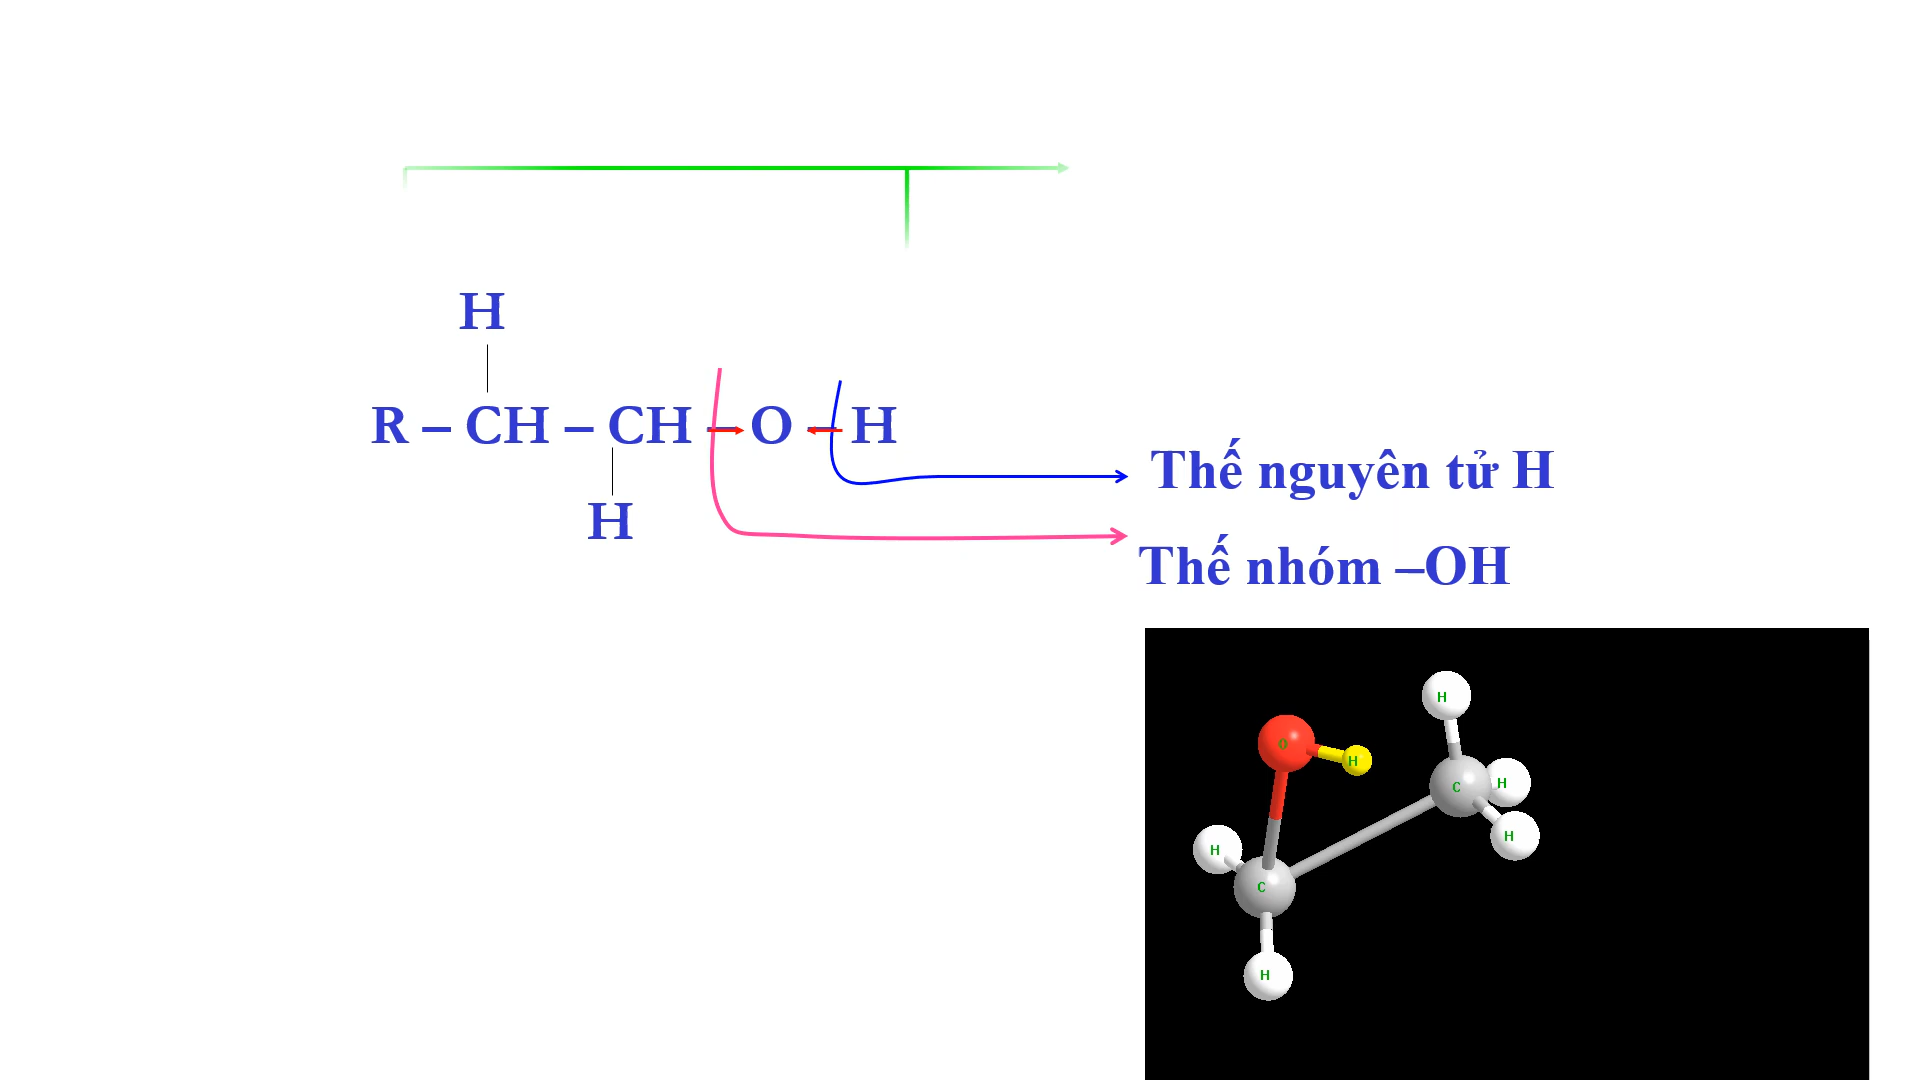 H
R – CH – CH – O – H
H
Thế nguyên tử H
Thế nhóm –OH
H
O
H
C
H
H
H
C
H